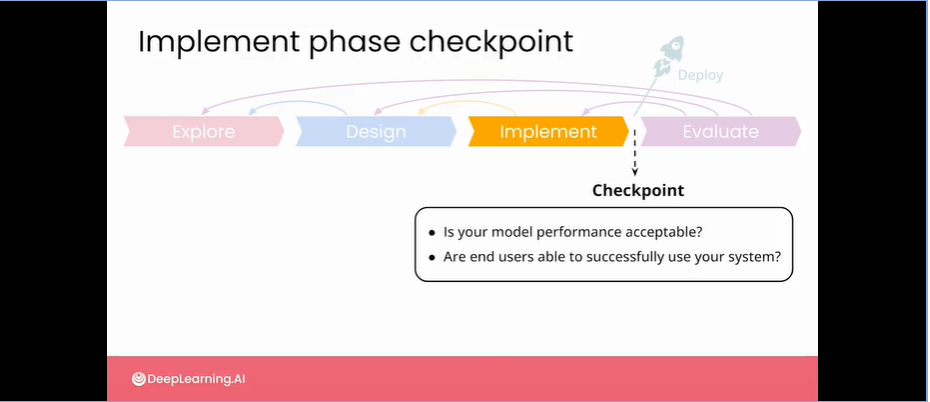 Implement phase checkpoint
Deploy
Explore
Design
Implement
Evaluate
Checkpoint
● Is your model performance acceptable?
● Are end users able to successfully use your system?
DeepLearning.AI